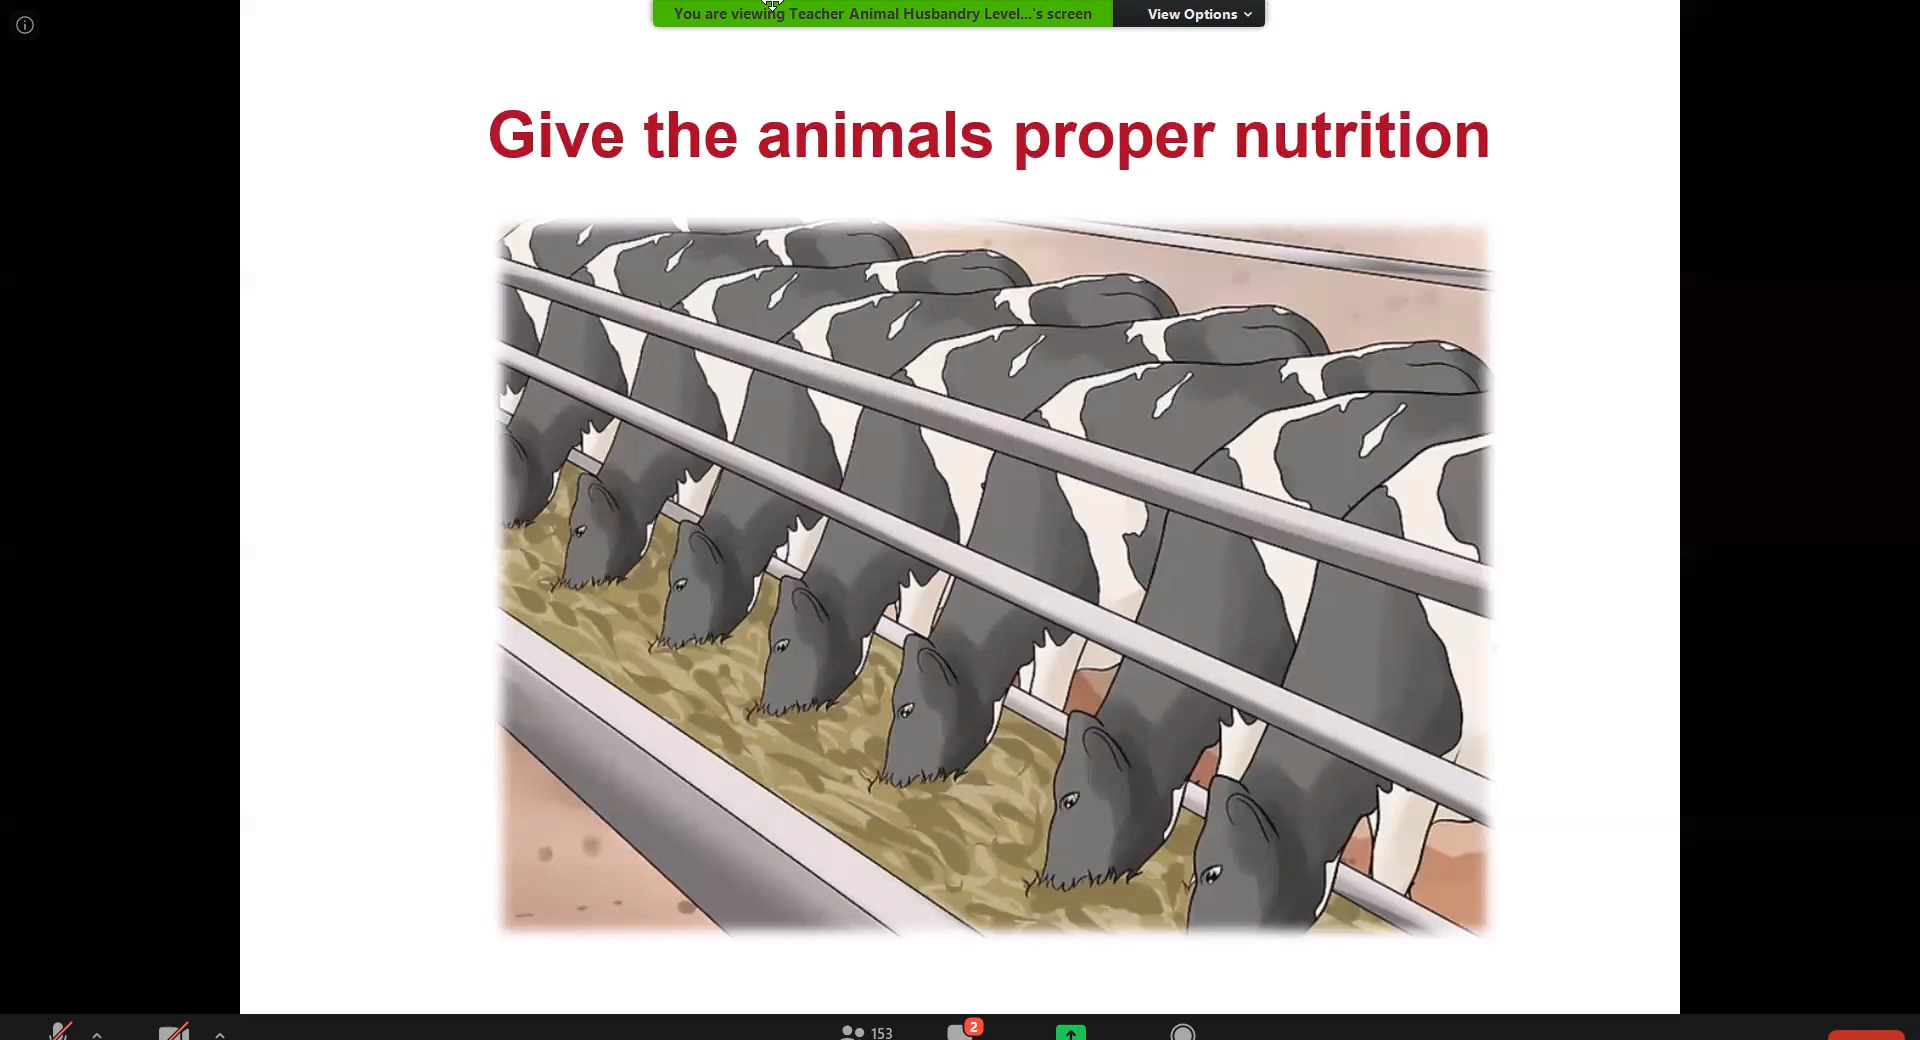 You are viewing Teacher Animal Husbandry Level...'s screen
View Options
Give the animals proper nutrition
153
2